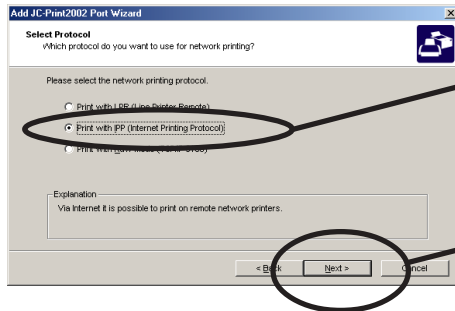 Add JC-Print2002 Port Wizard
Select Protocol
Which protocol do you want to use for network printing?
Please select the network printing protocol.
Print with LPR (Line Printer Remote)
Print with IPP (Internet Printing Protocol)
Print with
Explanation
Via Internet it is possible to print on remote network printers.
< Back
Next >
Cancel